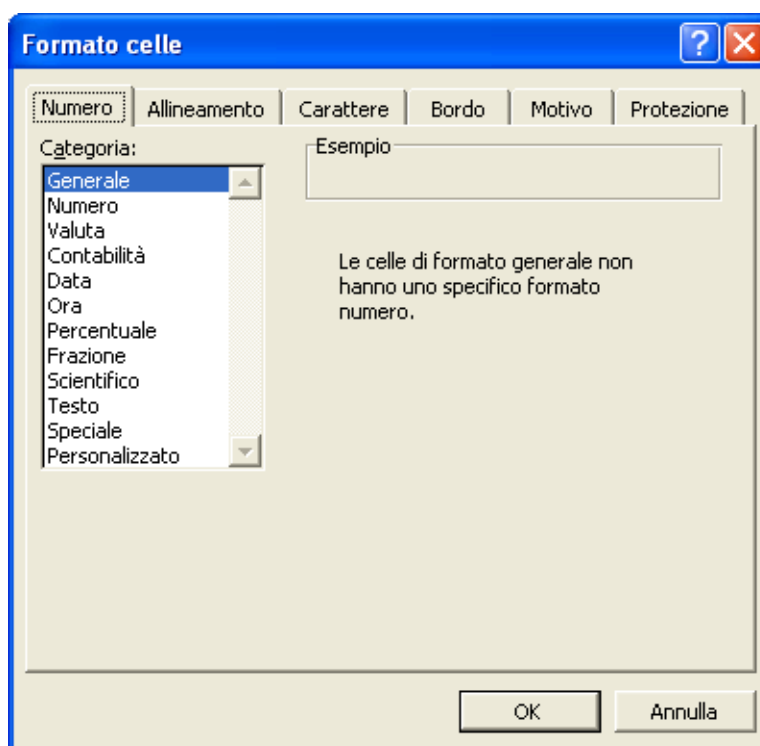 Formato celle
Numero Allineamento Carattere Bordo Motivo Protezione
Categoria:
Generale
Numero
Valuta
Contabilità
Data
Ora
Percentuale
Frazione
Scientifico
Testo
Speciale
Personalizzato
Esempio
Le celle di formato generale non
hanno uno specifico formato
numero.
OK Annulla